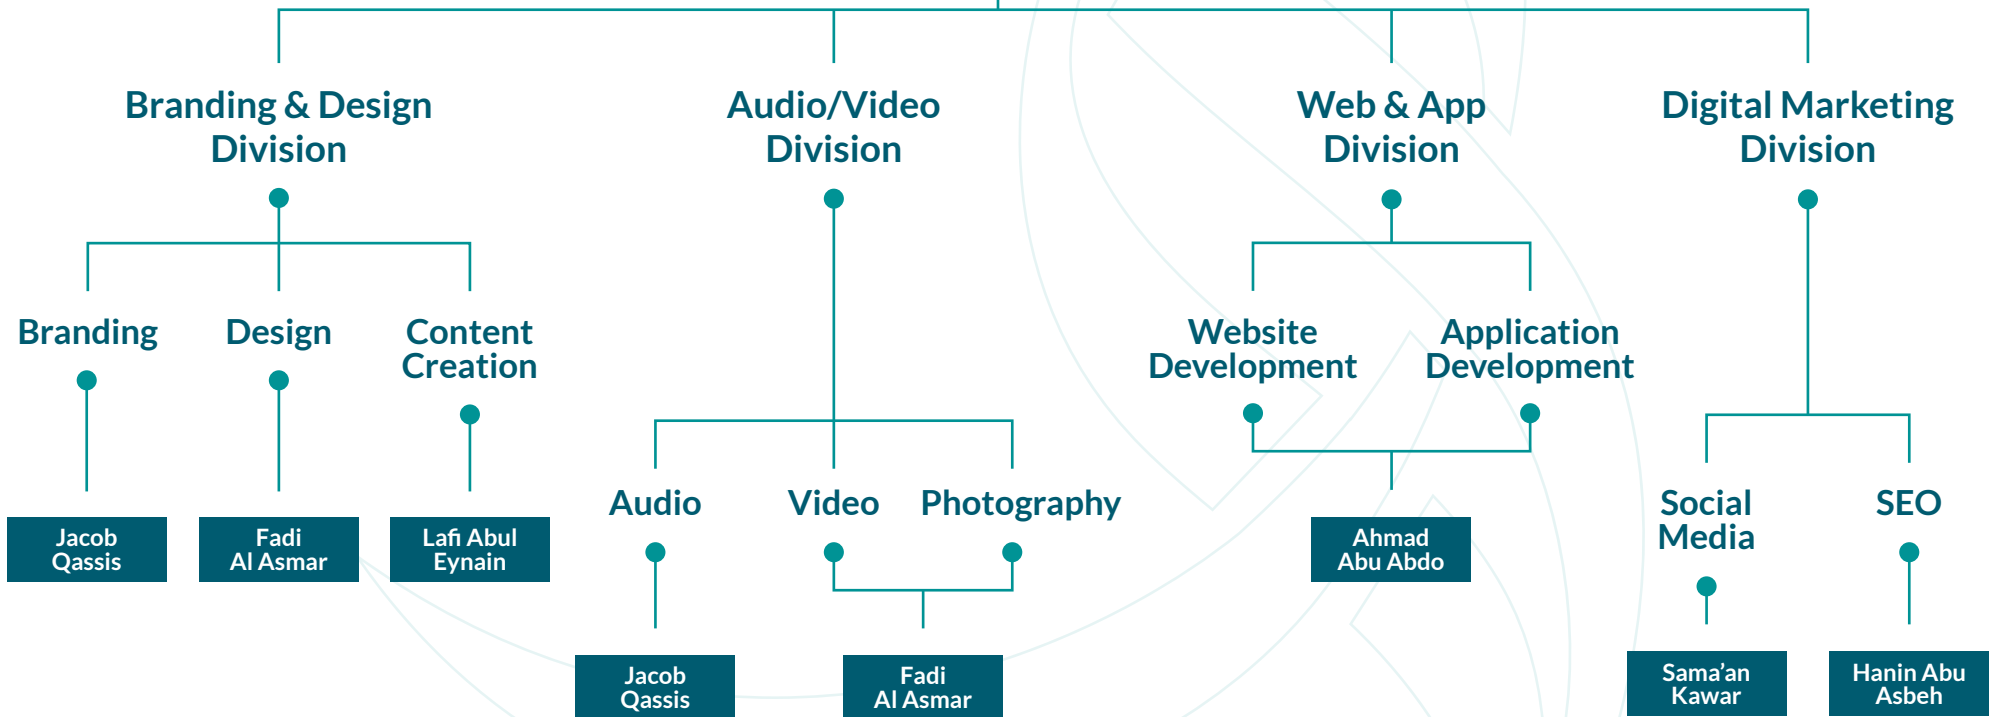 Branding & Design
Division
Audio/Video
Division
Web & App
Division
Digital Marketing
Division
Branding
Design
Content
Creation
Website
Development
Application
Development
Audio
Video
Photography
Social
Media
SEO
Jacob
Qassis
Fadi
Al Asmar
Lafi Abul
Eynain
Ahmad
Abu Abdo
Jacob
Qassis
Fadi
Al Asmar
Sama’an
Kawar
Hanin Abu
Asbeh